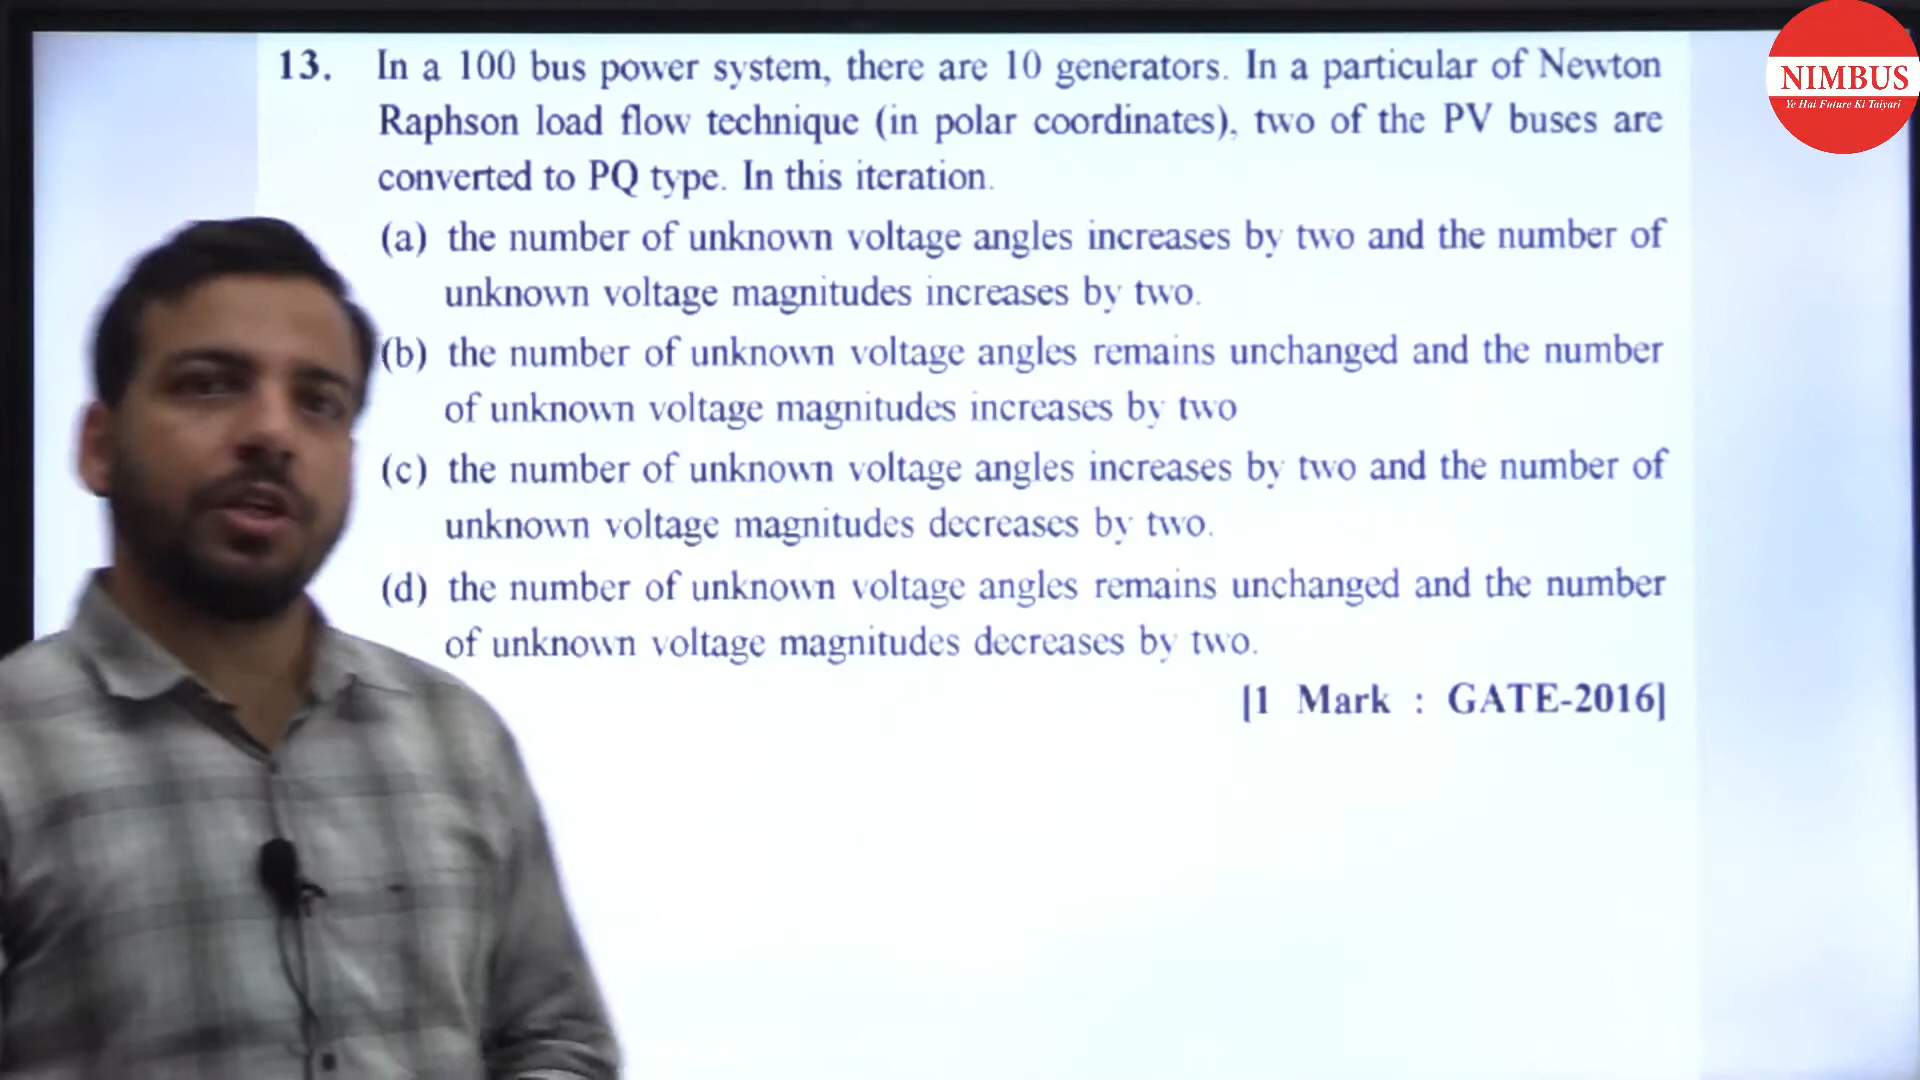 NIMBUS
Ye Hai Future Ki Taiyari
13. In a 100 bus power system, there are 10 generators. In a particular of Newton
Raphson load flow technique (in polar coordinates), two of the PV buses are
converted to PQ type. In this iteration.
(a) the number of unknown voltage angles increases by two and the number of
unknown voltage magnitudes increases by two.
(b) the number of unknown voltage angles remains unchanged and the number
of unknown voltage magnitudes increases by two
(c) the number of unknown voltage angles increases by two and the number of
unknown voltage magnitudes decreases by two.
(d) the number of unknown voltage angles remains unchanged and the number
of unknown voltage magnitudes decreases by two.
[1 Mark : GATE-2016]